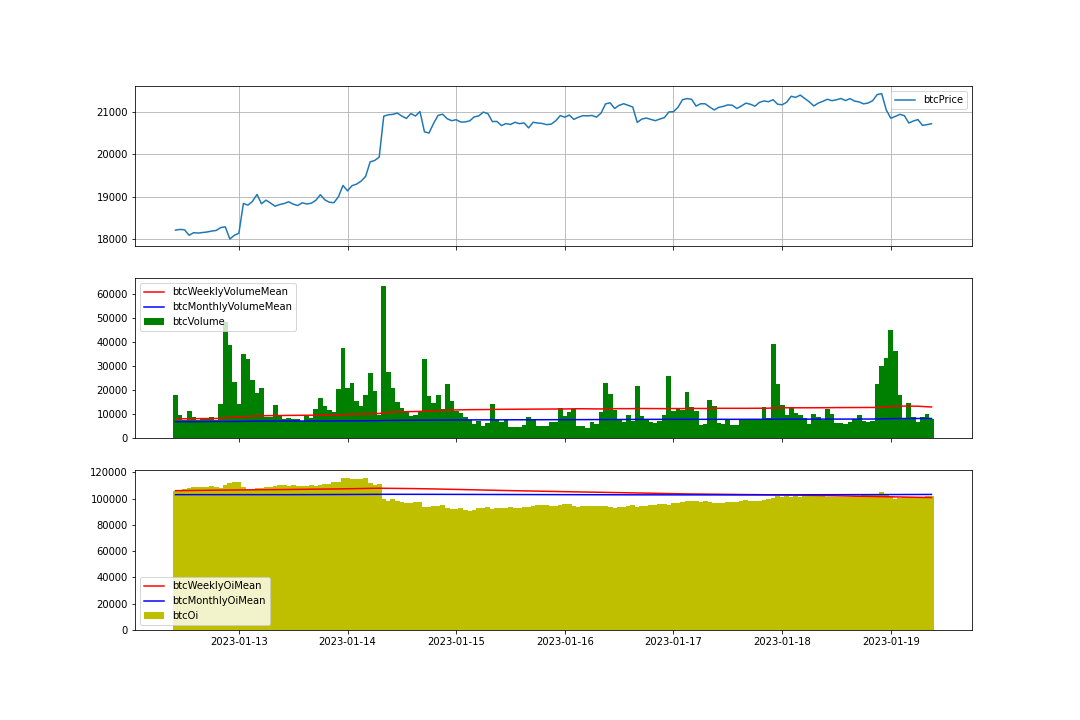 btcPrice
21000
20000
19000
18000
btcWeeklyVolumeMean
btcMonthlyVolumeMean
btcVolume
60000
50000
40000
30000
20000
10000
0
120000
100000
80000
60000
40000
20000
0
btcWeeklyOiMean
btcMonthlyOiMean
btcOi
2023-01-13 2023-01-14 2023-01-15 2023-01-16 2023-01-17 2023-01-18 2023-01-19